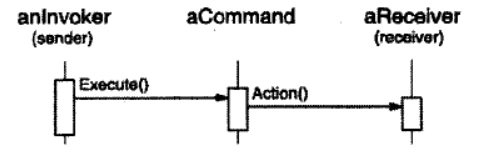 anInvoker aCommand aReceiver
(sender) (receiver)
Execute()
Action()